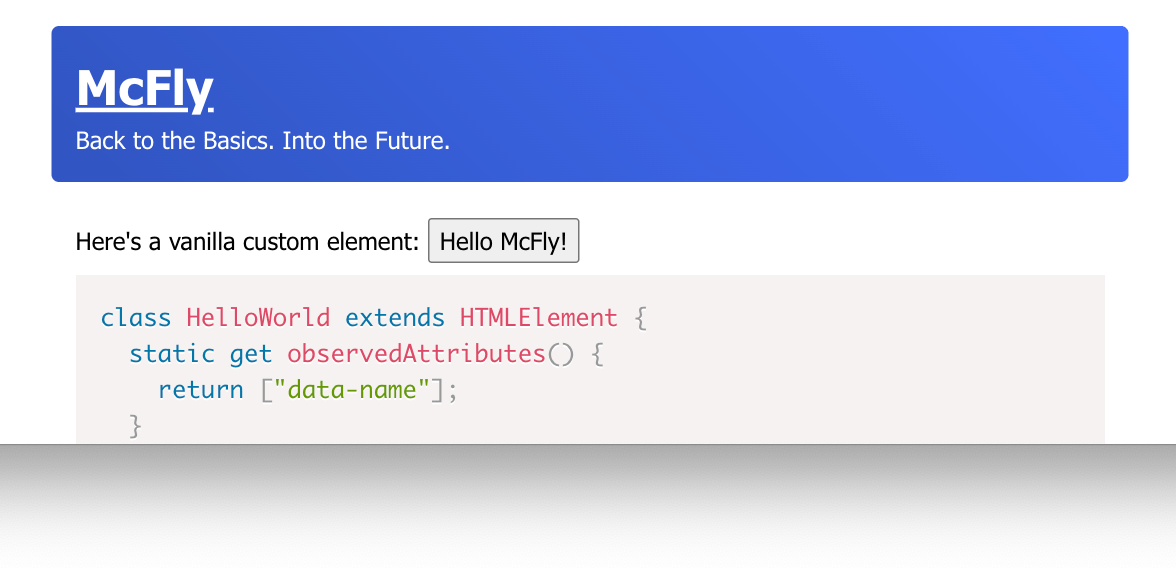 McFly
Back to the Basics. Into the Future.
Here's a vanilla custom element: Hello McFly!
class HelloWorld extends HTMLElement {
  static get observedAttributes() {
    return ["data-name"];
  }